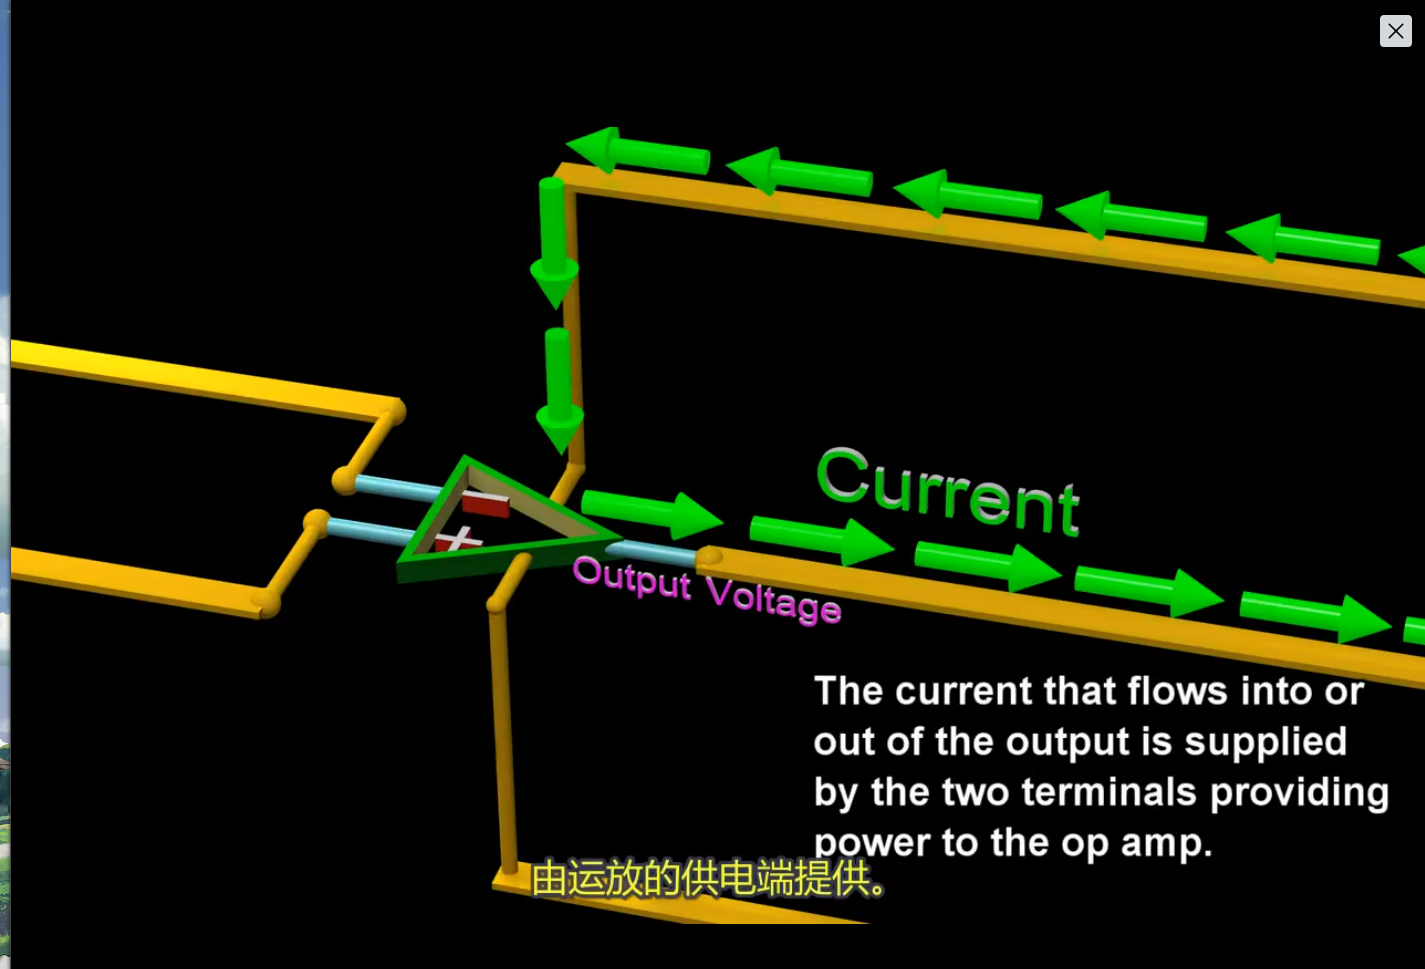 Current
Output Voltage
The current that flows into or
out of the output is supplied
by the two terminals providing
power to the op amp.
由运放的供电端提供。